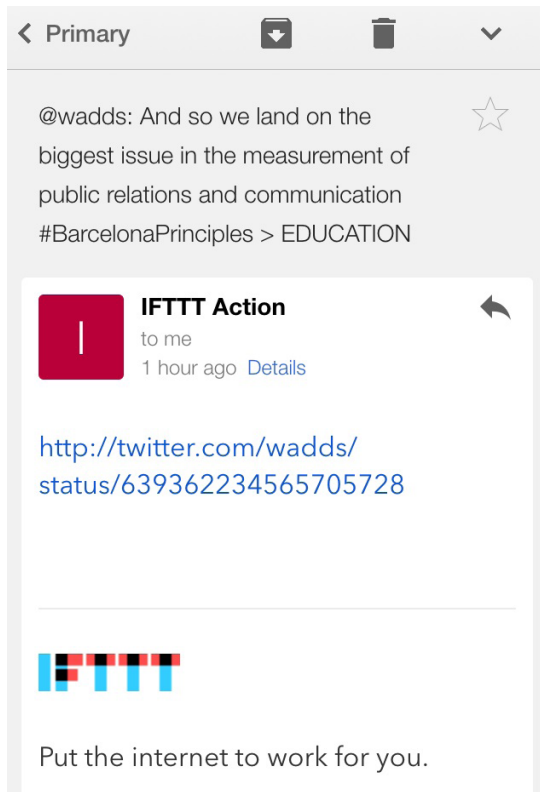 Primary
@wadds: And so we land on the
biggest issue in the measurement of
public relations and communication
#BarcelonaPrinciples > EDUCATION
I
IFTTT Action
to me
1 hour ago Details
http://twitter.com/wadds/
status/639362234565705728
IFTTT
Put the internet to work for you.